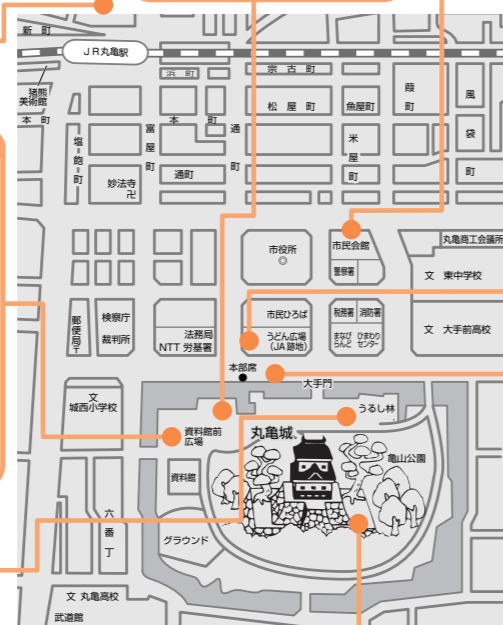 新町
JR丸亀駅
浜町
宗古町
猪熊
美術館
本町
塩飽町
富屋町
本町
通町
松屋町
魚屋町
葭町
風袋町
米屋町
妙法寺
卍
通町
市役所
◎
市民会館
警察署
丸亀商工会議所
文 東中学校
郵便局〒
検察庁
裁判所
法務局
NTT 労基署
市民ひろば
うどん広場
(JA跡地)
税務署
消防署
まなび
らんど
ひまわり
センター
文 大手前高校
本部席
大手門
文
城西小学校
資料館前
広場
丸亀城
うるし林
亀山公園
資料館
六番丁
グラウンド
文 丸亀高校
武道館